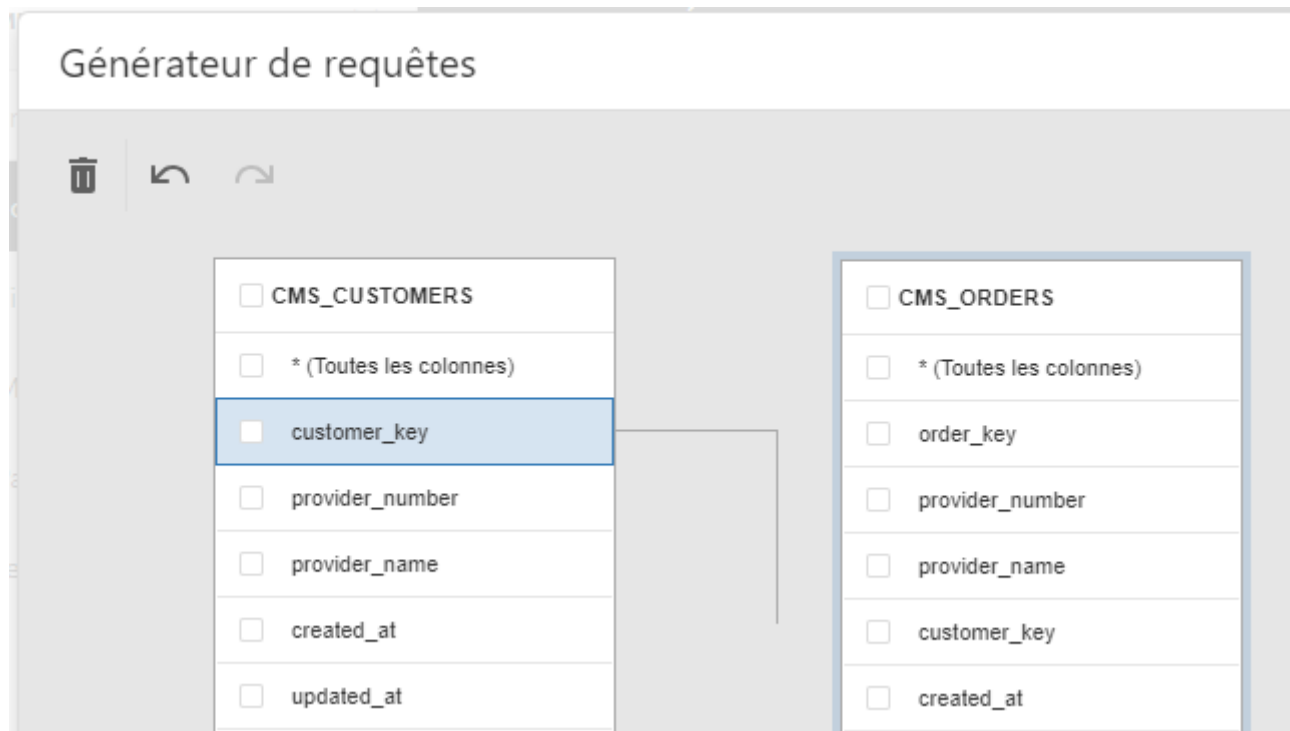 Générateur de requêtes
CMS_CUSTOMERS
* (Toutes les colonnes)
customer_key
provider_number
provider_name
created_at
updated_at
CMS_ORDERS
* (Toutes les colonnes)
order_key
provider_number
provider_name
customer_key
created_at